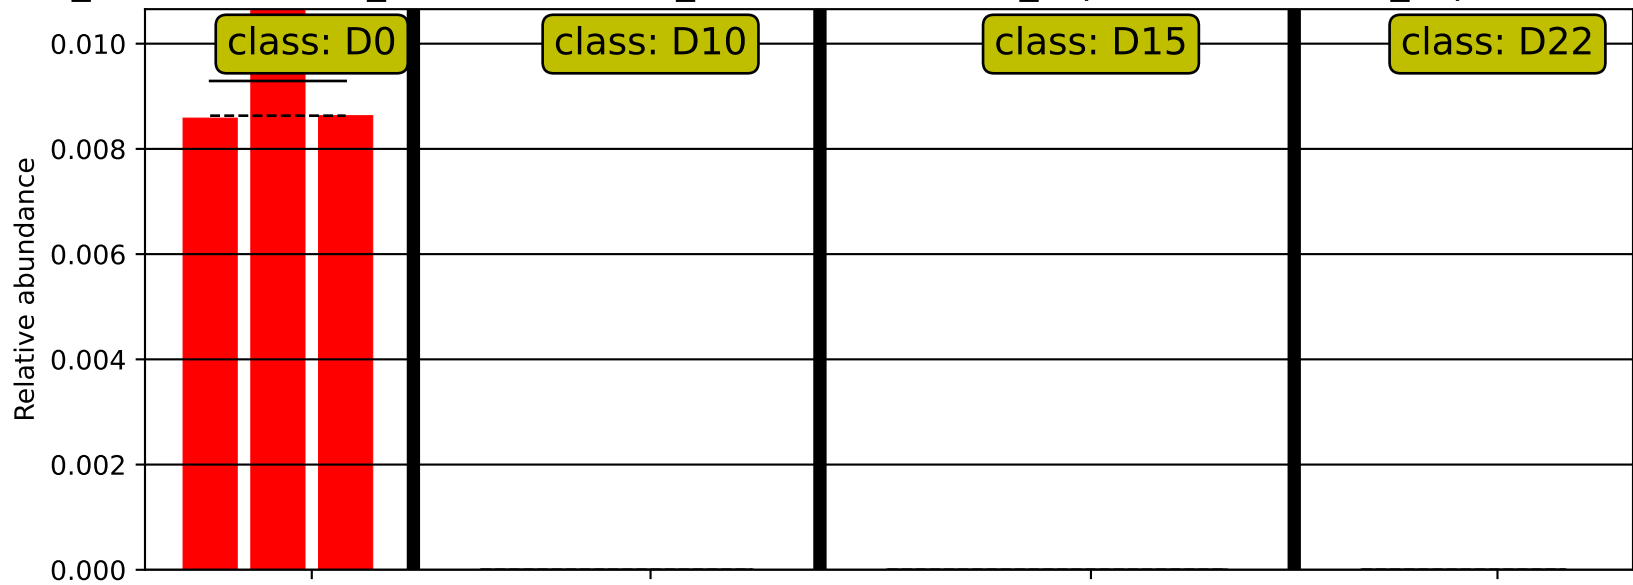 class: D0
class: D10
class: D15
class: D22
0.010
0.008
0.006
0.004
0.002
0.000
Relative abundance